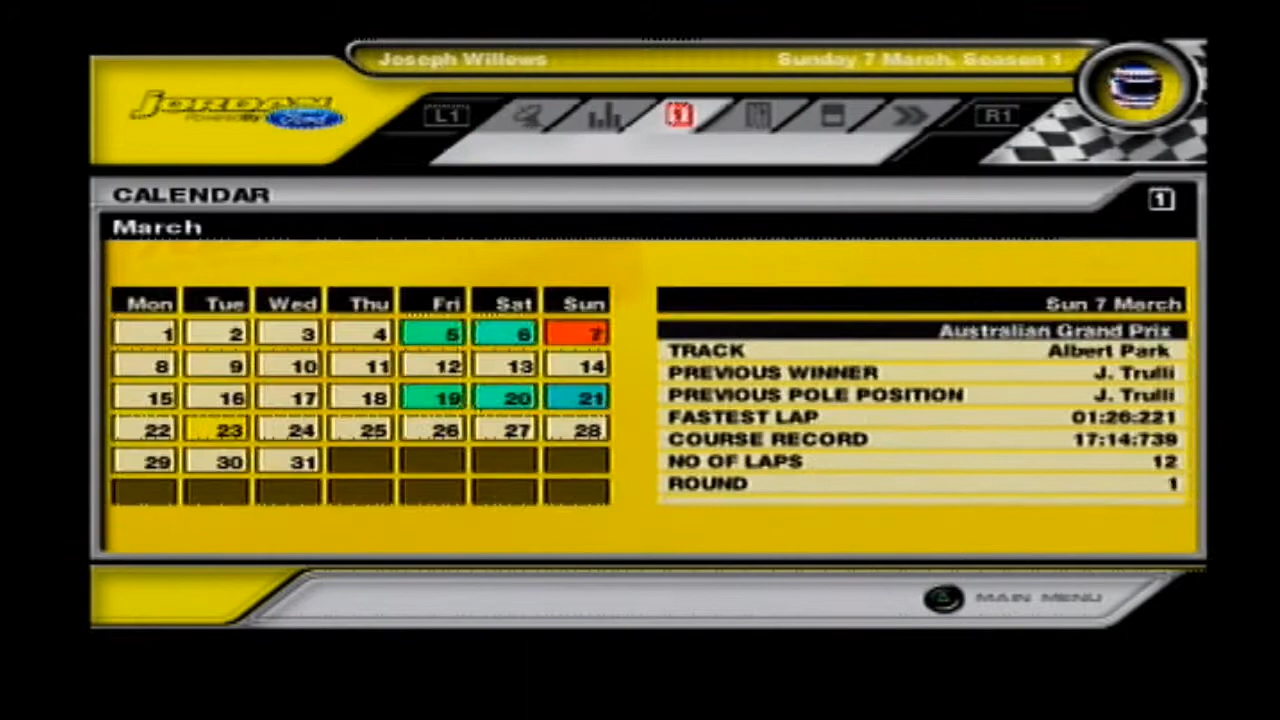 Joseph Willows Sunday 7 March. Season 1
JORDAN
Powered By Ford
L1 R1
CALENDAR 1
March
Mon Tue Wed Thu Fri Sat Sun
1 2 3 4 5 6 7
8 9 10 11 12 13 14
15 16 17 18 19 20 21
22 23 24 25 26 27 28
29 30 31
Sun 7 March
Australian Grand Prix
TRACK Albert Park
PREVIOUS WINNER J. Trulli
PREVIOUS POLE POSITION J. Trulli
FASTEST LAP 01:26:221
COURSE RECORD 17:14:739
NO OF LAPS 12
ROUND 1
MAIN MENU